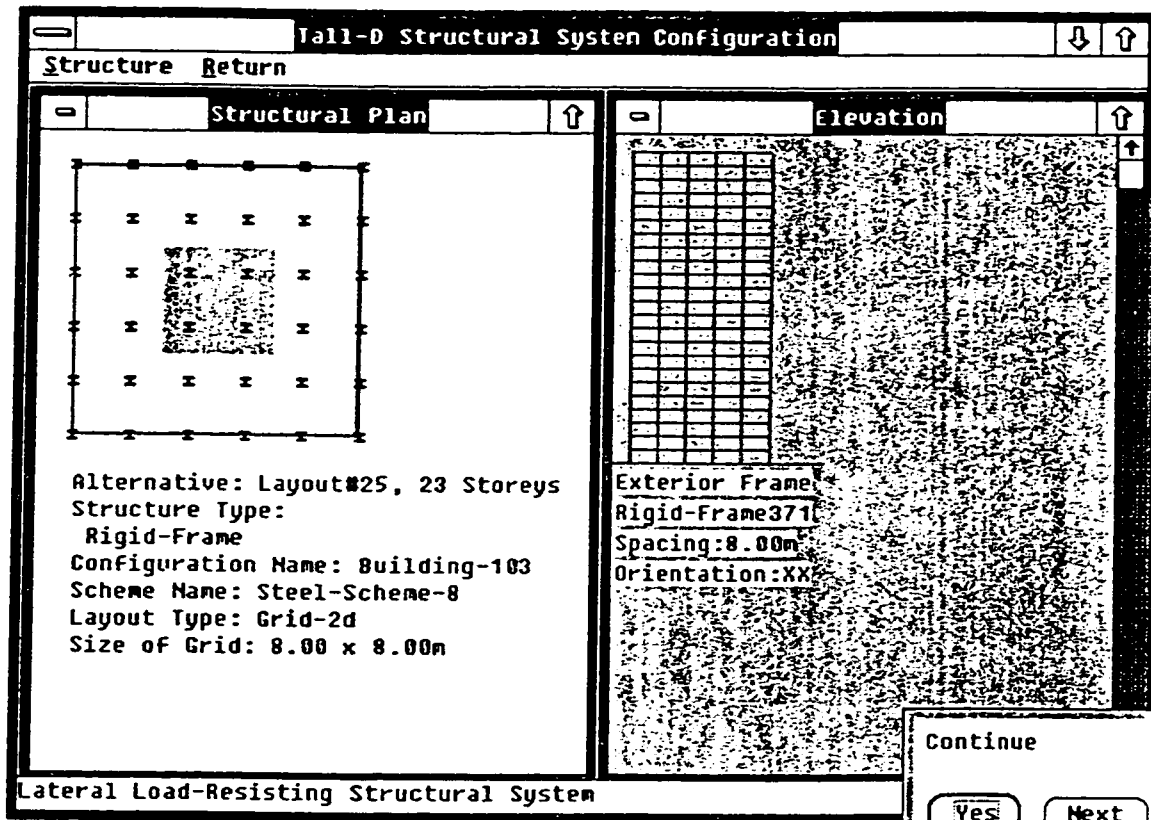 Tall-D Structural Systen Configuration
Structure Return
Structural Plan
Alternative: Layout#25, 23 Storeys
Structure Type:
Rigid-Frame
Configuration Name: Building-103
Scheme Name: Steel-Scheme-8
Layout Type: Grid-2d
Size of Grid: 8.00 x 8.00m
Elevation
Exterior Frame
Rigid-Frame371
Spacing:8.00m
Orientation:XX
Continue
Yes Next
Lateral Load-Resisting Structural System